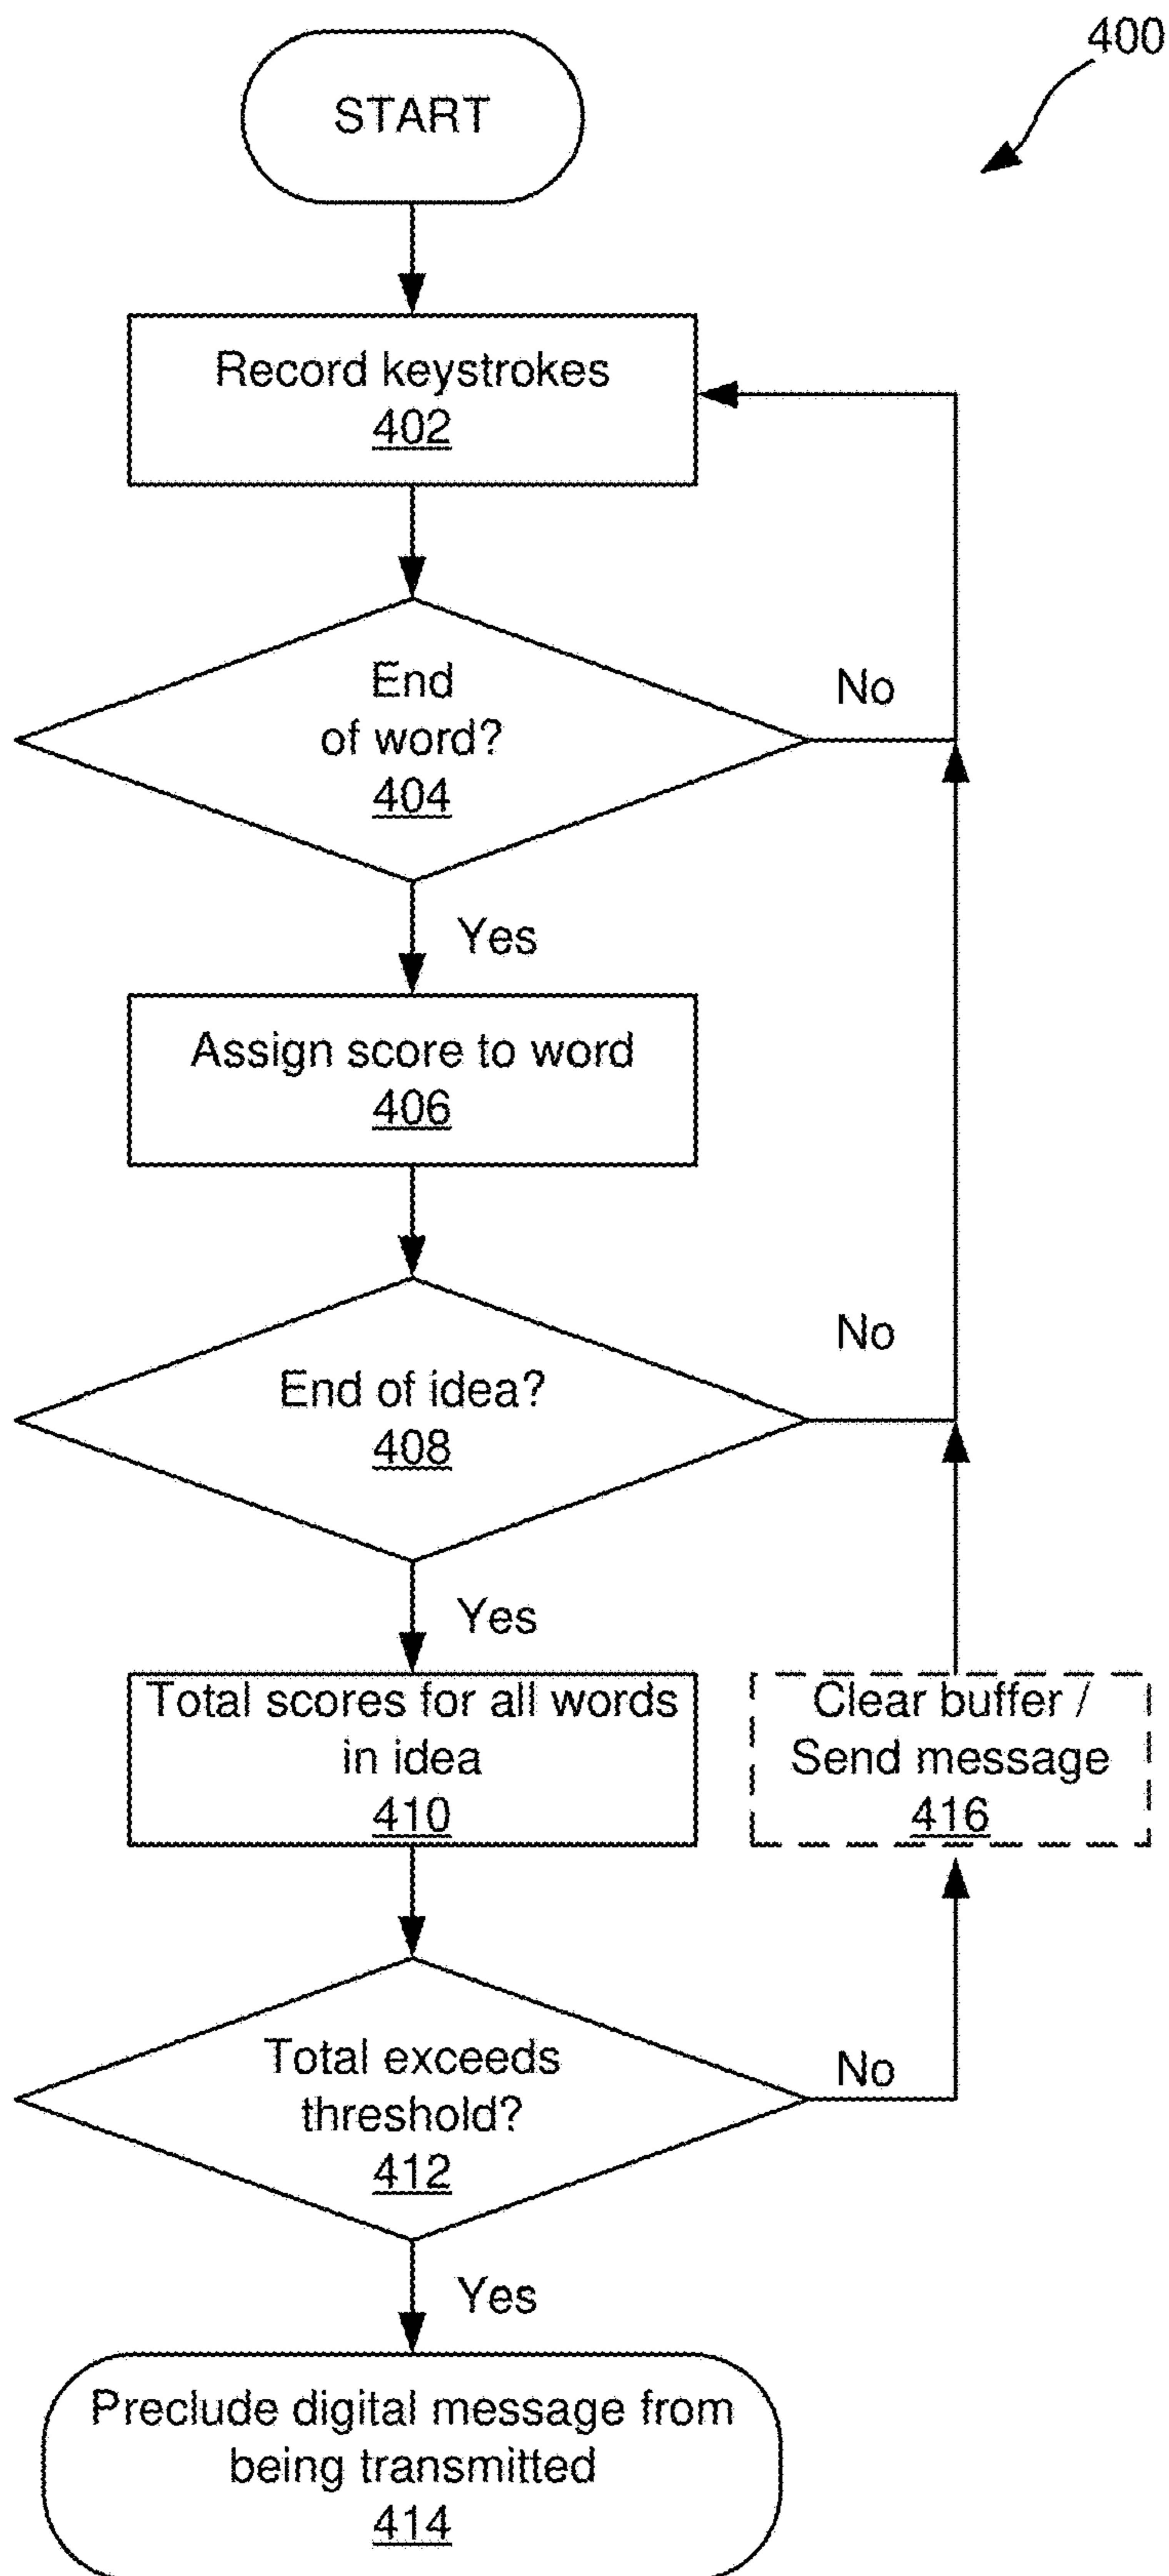 400
START
Record keystrokes
402
End
of word?
404
No
Yes
Assign score to word
406
End of idea?
408
No
Yes
Total scores for all words
in idea
410
Clear buffer /
Send message
416
Total exceeds
threshold?
412
No
Yes
Preclude digital message from
being transmitted
414